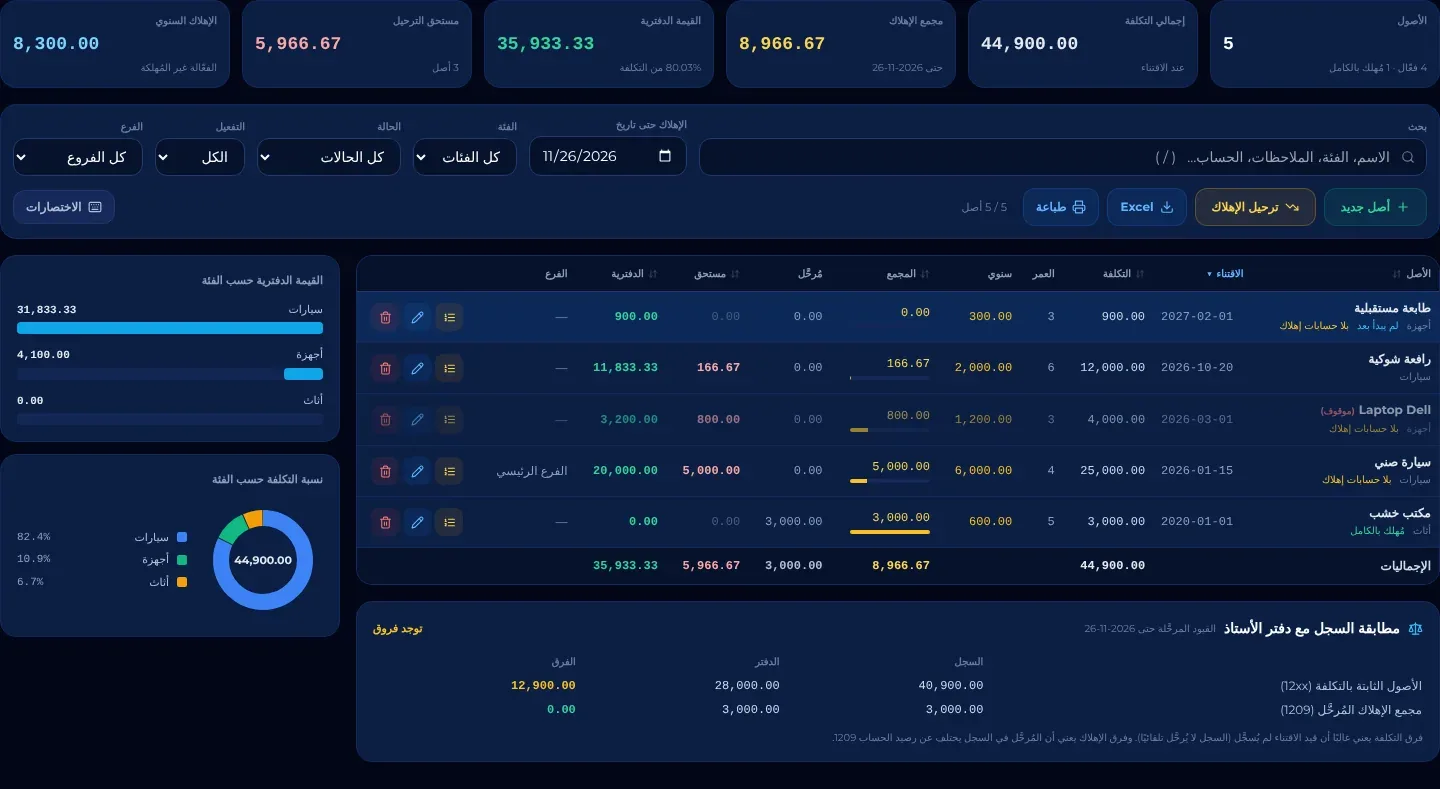 الأصول
5
4 فعّال · 1 مُهلك بالكامل
إجمالي التكلفة
44,900.00
عند الاقتناء
مجمع الإهلاك
8,966.67
حتى 2026-11-26
القيمة الدفترية
35,933.33
80.03% من التكلفة
مستحق الترحيل
5,966.67
3 أصل
الإهلاك السنوي
8,300.00
الفعّالة غير المُهلكة
بحث
الاسم، الفئة، الملاحظات، الحساب... ( / )
الإهلاك حتى تاريخ
11/26/2026
الفئة
كل الفئات
الحالة
كل الحالات
التفعيل
الكل
الفرع
كل الفروع
+ أصل جديد
ترحيل الإهلاك
Excel
طباعة
5 / 5 أصل
الاختصارات
الأصل الاقتناء ▼ التكلفة العمر سنوي المجمع مُرحَّل مستحق الدفترية الفرع
طابعة مستقبلية 2027-02-01 900.00 3 300.00 0.00 0.00 0.00 900.00 —
أجهزة لم يبدأ بعد بلا حسابات إهلاك
رافعة شوكية 2026-10-20 12,000.00 6 2,000.00 166.67 0.00 166.67 11,833.33 —
سيارات
Laptop Dell (موقوف) 2026-03-01 4,000.00 3 1,200.00 800.00 0.00 800.00 3,200.00 —
أجهزة بلا حسابات إهلاك
سيارة صني 2026-01-15 25,000.00 4 6,000.00 5,000.00 0.00 5,000.00 20,000.00 الفرع الرئيسي
سيارات بلا حسابات إهلاك
مكتب خشب 2020-01-01 3,000.00 5 600.00 3,000.00 3,000.00 0.00 0.00 —
أثاث مُهلك بالكامل
الإجماليات 44,900.00 8,966.67 3,000.00 5,966.67 35,933.33
القيمة الدفترية حسب الفئة
سيارات 31,833.33
أجهزة 4,100.00
أثاث 0.00
نسبة التكلفة حسب الفئة
44,900.00
سيارات 82.4%
أجهزة 10.9%
أثاث 6.7%
مطابقة السجل مع دفتر الأستاذ القيود المرحّلة حتى 2026-11-26 توجد فروق
السجل الدفتر الفرق
الأصول الثابتة بالتكلفة (12xx) 40,900.00 28,000.00 12,900.00
مجمع الإهلاك المُرحَّل (1209) 3,000.00 3,000.00 0.00
فرق التكلفة يعني غالبًا أن قيد الاقتناء لم يُسجَّل (السجل لا يُرحَّل تلقائيًا). وفرق الإهلاك يعني أن المُرحَّل في السجل يختلف عن رصيد الحساب 1209.